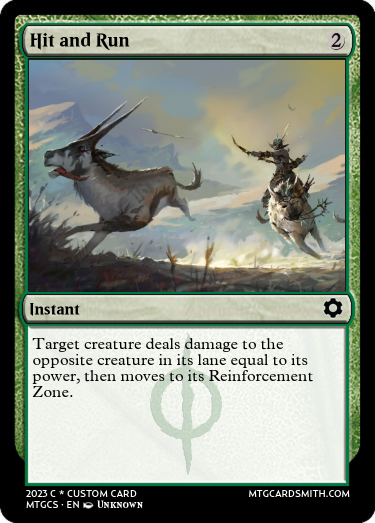 Hit and Run
2
Instant
Target creature deals damage to the
opposite creature in its lane equal to its
power, then moves to its Reinforcement
Zone.
2023 C * CUSTOM CARD
MTGCARDSMITH.COM
MTGCS · EN UNKNOWN